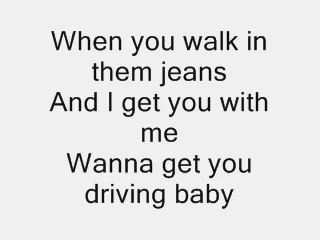 When you walk in
them jeans
And I get you with
me
Wanna get you
driving baby